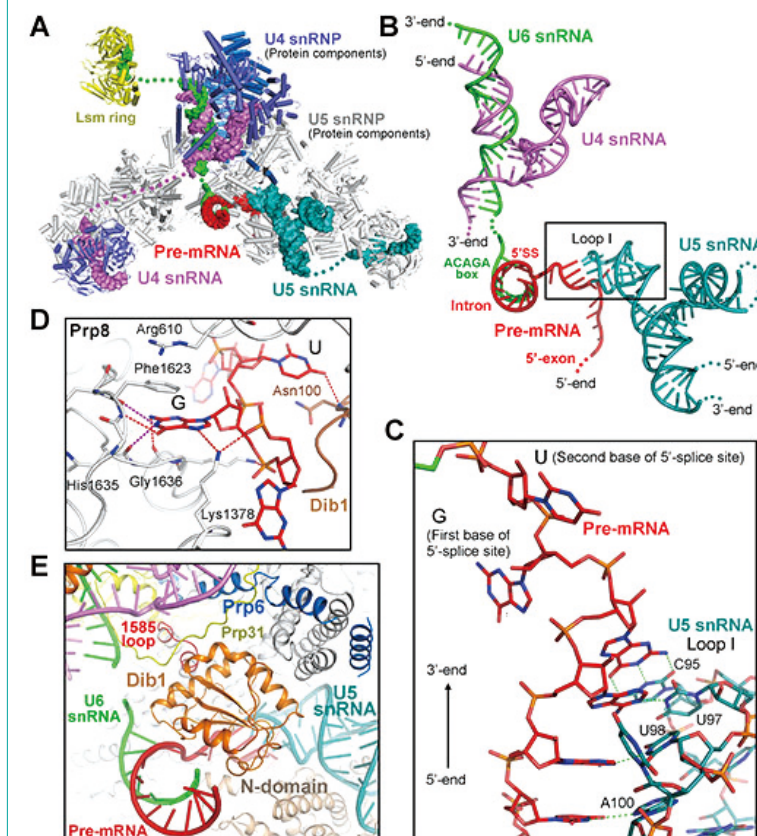 A
U4 snRNP
(Protein components)
Lsm ring
U5 snRNP
(Protein components)
Pre-mRNA
U4 snRNA
U5 snRNA
B
3'-end
U6 snRNA
5'-end
U4 snRNA
3'-end
Loop I
U5 snRNA
ACAGA
box
5'SS
Intron
Pre-mRNA
5'-exon
5'-end
5'-end
3'-end
D
Prp8
Arg610
U
Phe1623
G
Asn100
His1635
Gly1636
Lys1378
Dib1
C
U (Second base of 5'-splice site)
Pre-mRNA
G
(First base of
5'-splice site)
U5 snRNA
Loop I
3'-end
C95
U97
U98
5'-end
A100
E
Prp6
1585
loop
Prp31
Dib1
U6
snRNA
U5
snRNA
N-domain
Pre-mRNA